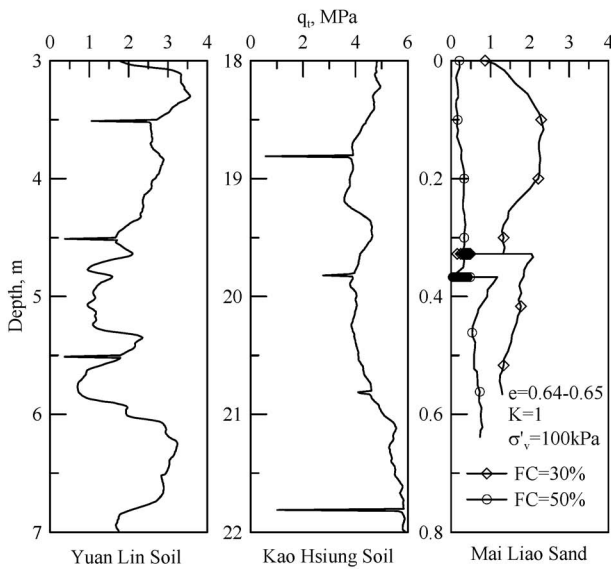 qt, MPa
0 1 2 3 4
0 2 4 6
0 1 2 3 4
Depth, m
3
4
5
6
7
18
19
20
21
22
0
0.2
0.4
0.6
0.8
e=0.64-0.65
K=1
σ'v=100kPa
FC=30%
FC=50%
Yuan Lin Soil
Kao Hsiung Soil
Mai Liao Sand